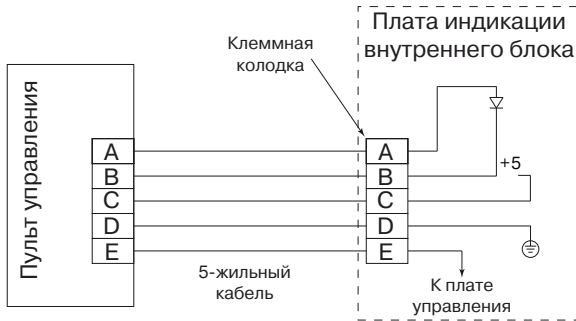 Плата индикации
внутреннего блока
Клеммная
колодка
Пульт управления
A
B
C
D
E
A
B
C
D
E
+5
5-жильный
кабель
К плате
управления